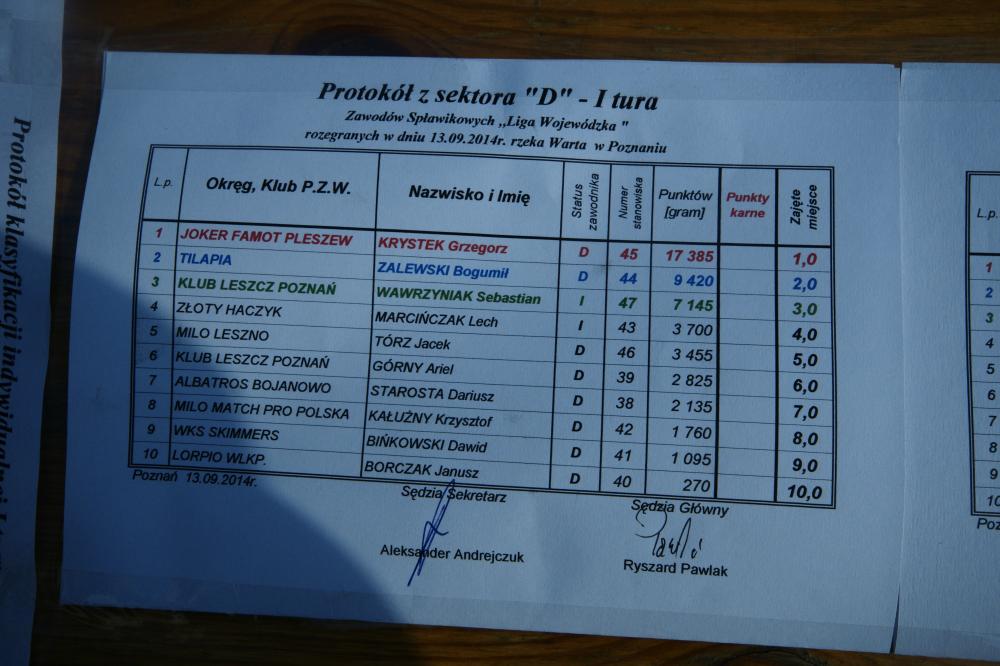 Protokół z sektora "D" - I tura
Zawodów Spławikowych ,,Liga Wojewódzka "
rozegranych w dniu 13.09.2014r. rzeka Warta w Poznaniu
L.p. Okręg, Klub P.Z.W. Nazwisko i Imię Status zawodnika Numer stanowiska Punktów [gram] Punkty karne Zajęte miejsce
1 JOKER FAMOT PLESZEW KRYSTEK Grzegorz D 45 17 385 1,0
2 TILAPIA ZALEWSKI Bogumił D 44 9 420 2,0
3 KLUB LESZCZ POZNAŃ WAWRZYNIAK Sebastian I 47 7 145 3,0
4 ZŁOTY HACZYK MARCIŃCZAK Lech I 43 3 700 4,0
5 MILO LESZNO TÓRZ Jacek D 46 3 455 5,0
6 KLUB LESZCZ POZNAŃ GÓRNY Ariel D 39 2 825 6,0
7 ALBATROS BOJANOWO STAROSTA Dariusz D 38 2 135 7,0
8 MILO MATCH PRO POLSKA KAŁUŻNY Krzysztof D 42 1 760 8,0
9 WKS SKIMMERS BIŃKOWSKI Dawid D 41 1 095 9,0
10 LORPIO WLKP. BORCZAK Janusz D 40 270 10,0
Poznań 13.09.2014r.
Sędzia Sekretarz Sędzia Główny
Aleksander Andrejczuk Ryszard Pawlak
Protokół klasyfikacji indywidualnej
L.p.
1
2
3
4
5
6
7
8
9
10
Poz